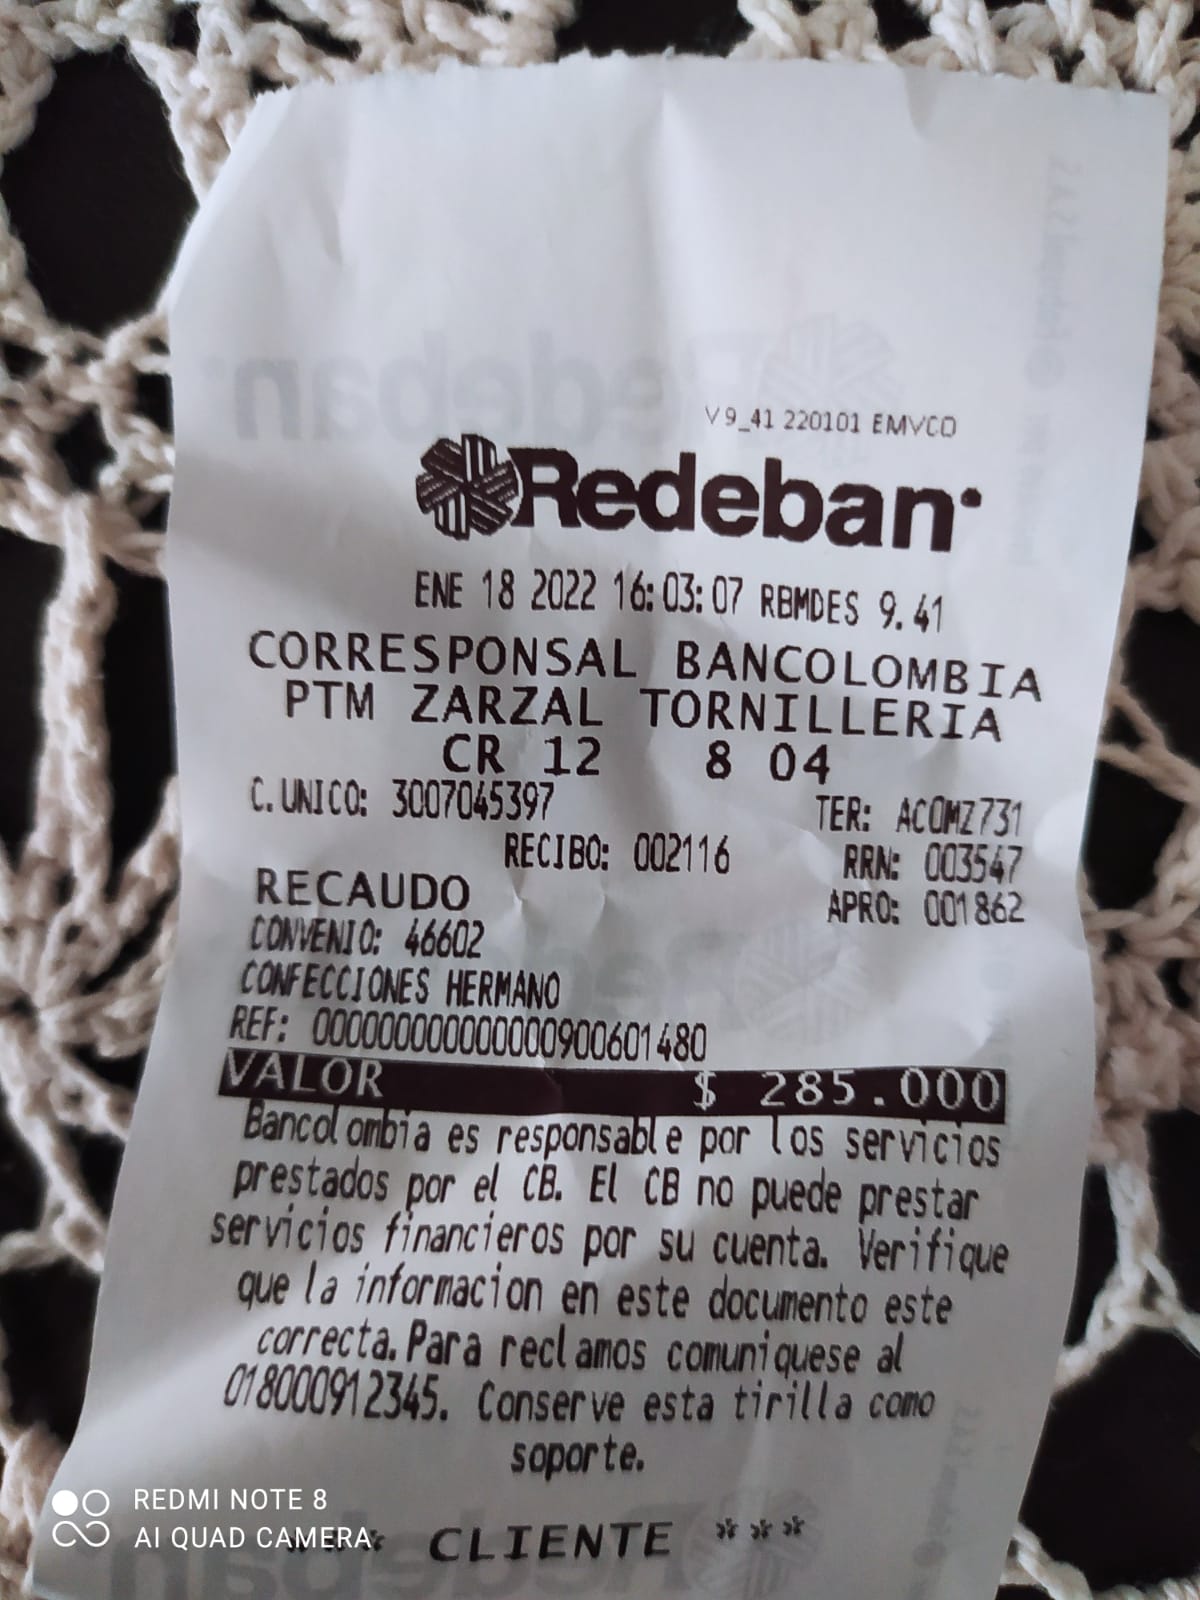 V 9_41 220101 EMVCO
Redeban
ENE 18 2022 16:03:07 RBMDES 9.41
CORRESPONSAL BANCOLOMBIA
PTM ZARZAL TORNILLERIA
CR 12 8 04
C. UNICO: 3007045397 TER: ACOMZ731
RECIBO: 002116 RRN: 003547
RECAUDO APRO: 001862
CONVENIO: 46602
CONFECCIONES HERMANO
REF: 000000000000000900601480
VALOR $ 285.000
Bancolombia es responsable por los servicios
prestados por el CB. El CB no puede prestar
servicios financieros por su cuenta. Verifique
que la informacion en este documento este
correcta. Para reclamos comuniquese al
018000912345. Conserve esta tirilla como
soporte.
*** CLIENTE ***
REDMI NOTE 8
AI QUAD CAMERA